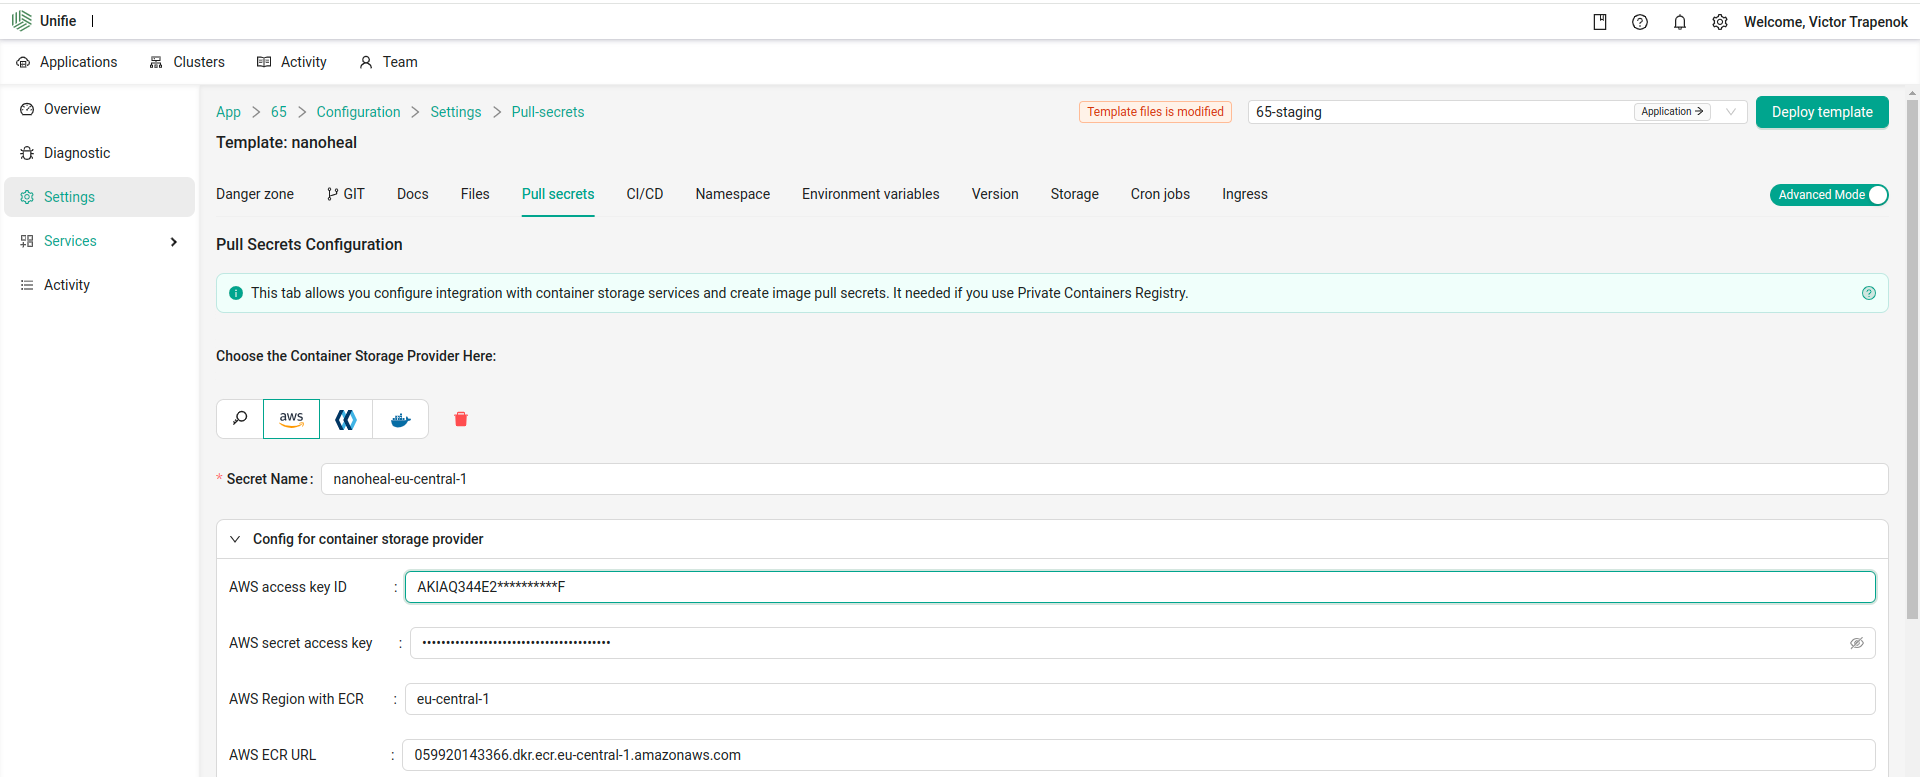 Unifie |
Welcome, Victor Trapenok
Applications Clusters Activity Team
Overview
Diagnostic
Settings
Services
Activity
App > 65 > Configuration > Settings > Pull-secrets
Template files is modified
65-staging
Application →
Deploy template
Template: nanoheal
Danger zone GIT Docs Files Pull secrets CI/CD Namespace Environment variables Version Storage Cron jobs Ingress
Advanced Mode
Pull Secrets Configuration
This tab allows you configure integration with container storage services and create image pull secrets. It needed if you use Private Containers Registry.
Choose the Container Storage Provider Here:
aws
* Secret Name : nanoheal-eu-central-1
Config for container storage provider
AWS access key ID : AKIAQ344E2**********F
AWS secret access key : ••••••••••••••••••••••••••••••••••••••••
AWS Region with ECR : eu-central-1
AWS ECR URL : 059920143366.dkr.ecr.eu-central-1.amazonaws.com